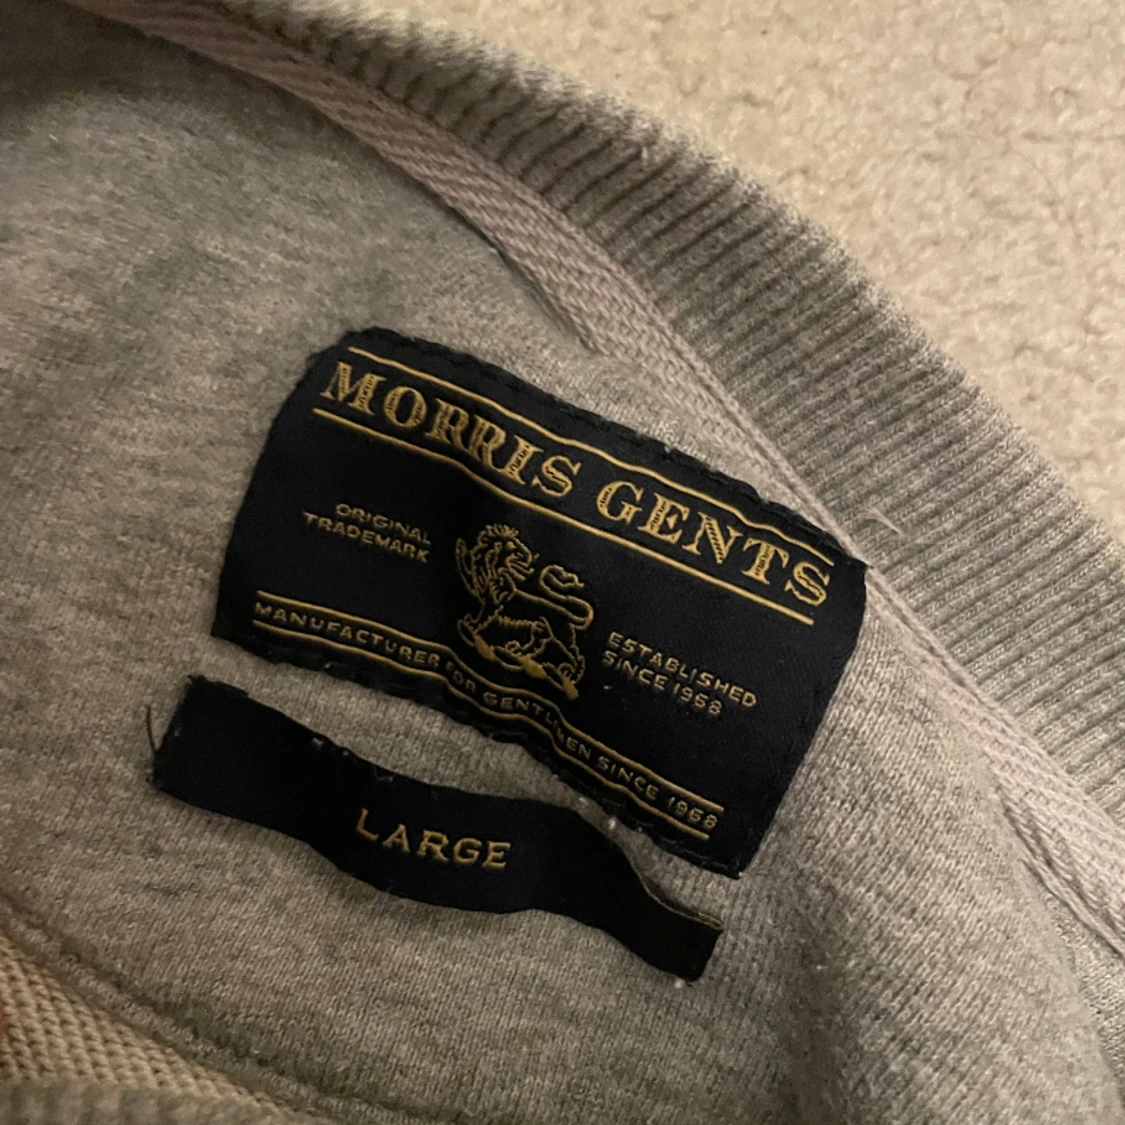 MORRIS GENTS
ORIGINAL
TRADEMARK
ESTABLISHED
SINCE 1968
MANUFACTURER FOR GENTLEMEN SINCE 1968
LARGE